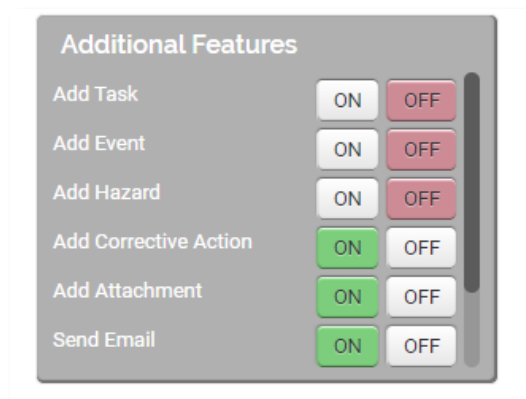 Additional Features
Add Task ON OFF
Add Event ON OFF
Add Hazard ON OFF
Add Corrective Action ON OFF
Add Attachment ON OFF
Send Email ON OFF